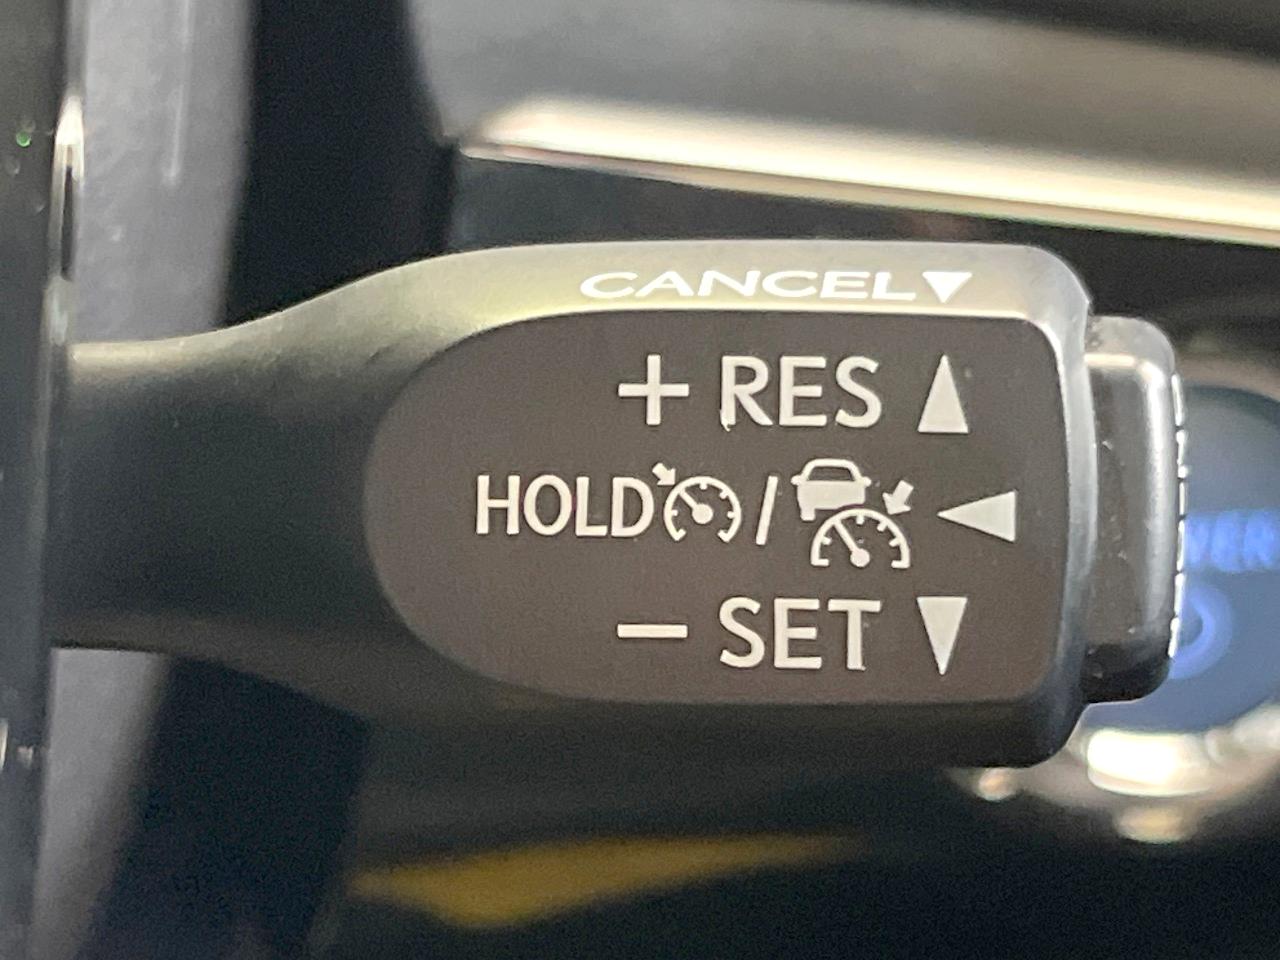 CANCEL▼
+ RES ▲
HOLD / ◀
− SET ▼